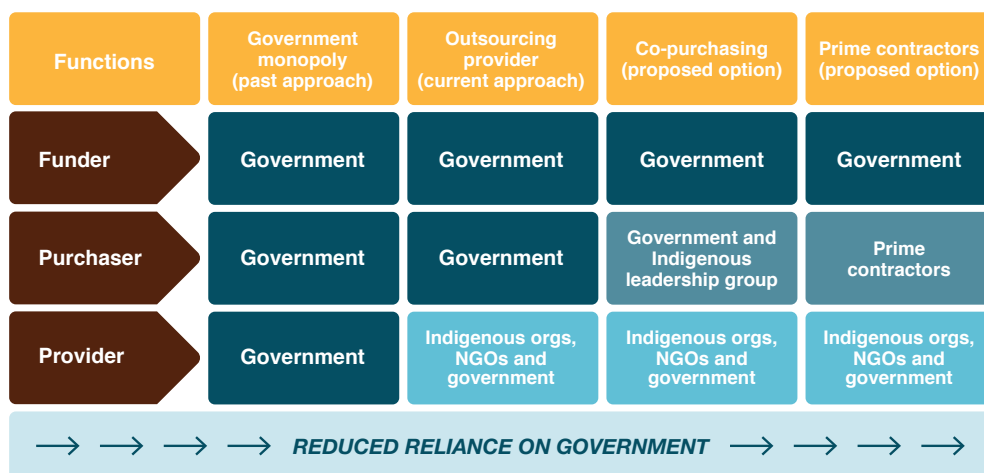 Functions
Government
monopoly
(past approach)
Outsourcing
provider
(current approach)
Co-purchasing
(proposed option)
Prime contractors
(proposed option)
Funder
Government
Government
Government
Government
Purchaser
Government
Government
Government and
Indigenous
leadership group
Prime
contractors
Provider
Government
Indigenous orgs,
NGOs and
government
Indigenous orgs,
NGOs and
government
Indigenous orgs,
NGOs and
government
REDUCED RELIANCE ON GOVERNMENT